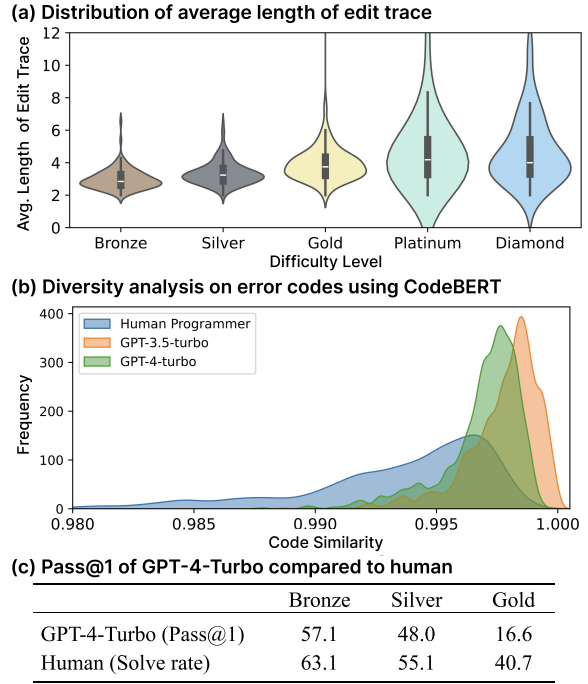 (a) Distribution of average length of edit trace
Avg. Length of Edit Trace
12
10
8
6
4
2
0
Bronze Silver Gold Platinum Diamond
Difficulty Level
(b) Diversity analysis on error codes using CodeBERT
Frequency
400
300
200
100
0
Human Programmer
GPT-3.5-turbo
GPT-4-turbo
0.980 0.985 0.990 0.995 1.000
Code Similarity
(c) Pass@1 of GPT-4-Turbo compared to human
Bronze Silver Gold
GPT-4-Turbo (Pass@1) 57.1 48.0 16.6
Human (Solve rate) 63.1 55.1 40.7